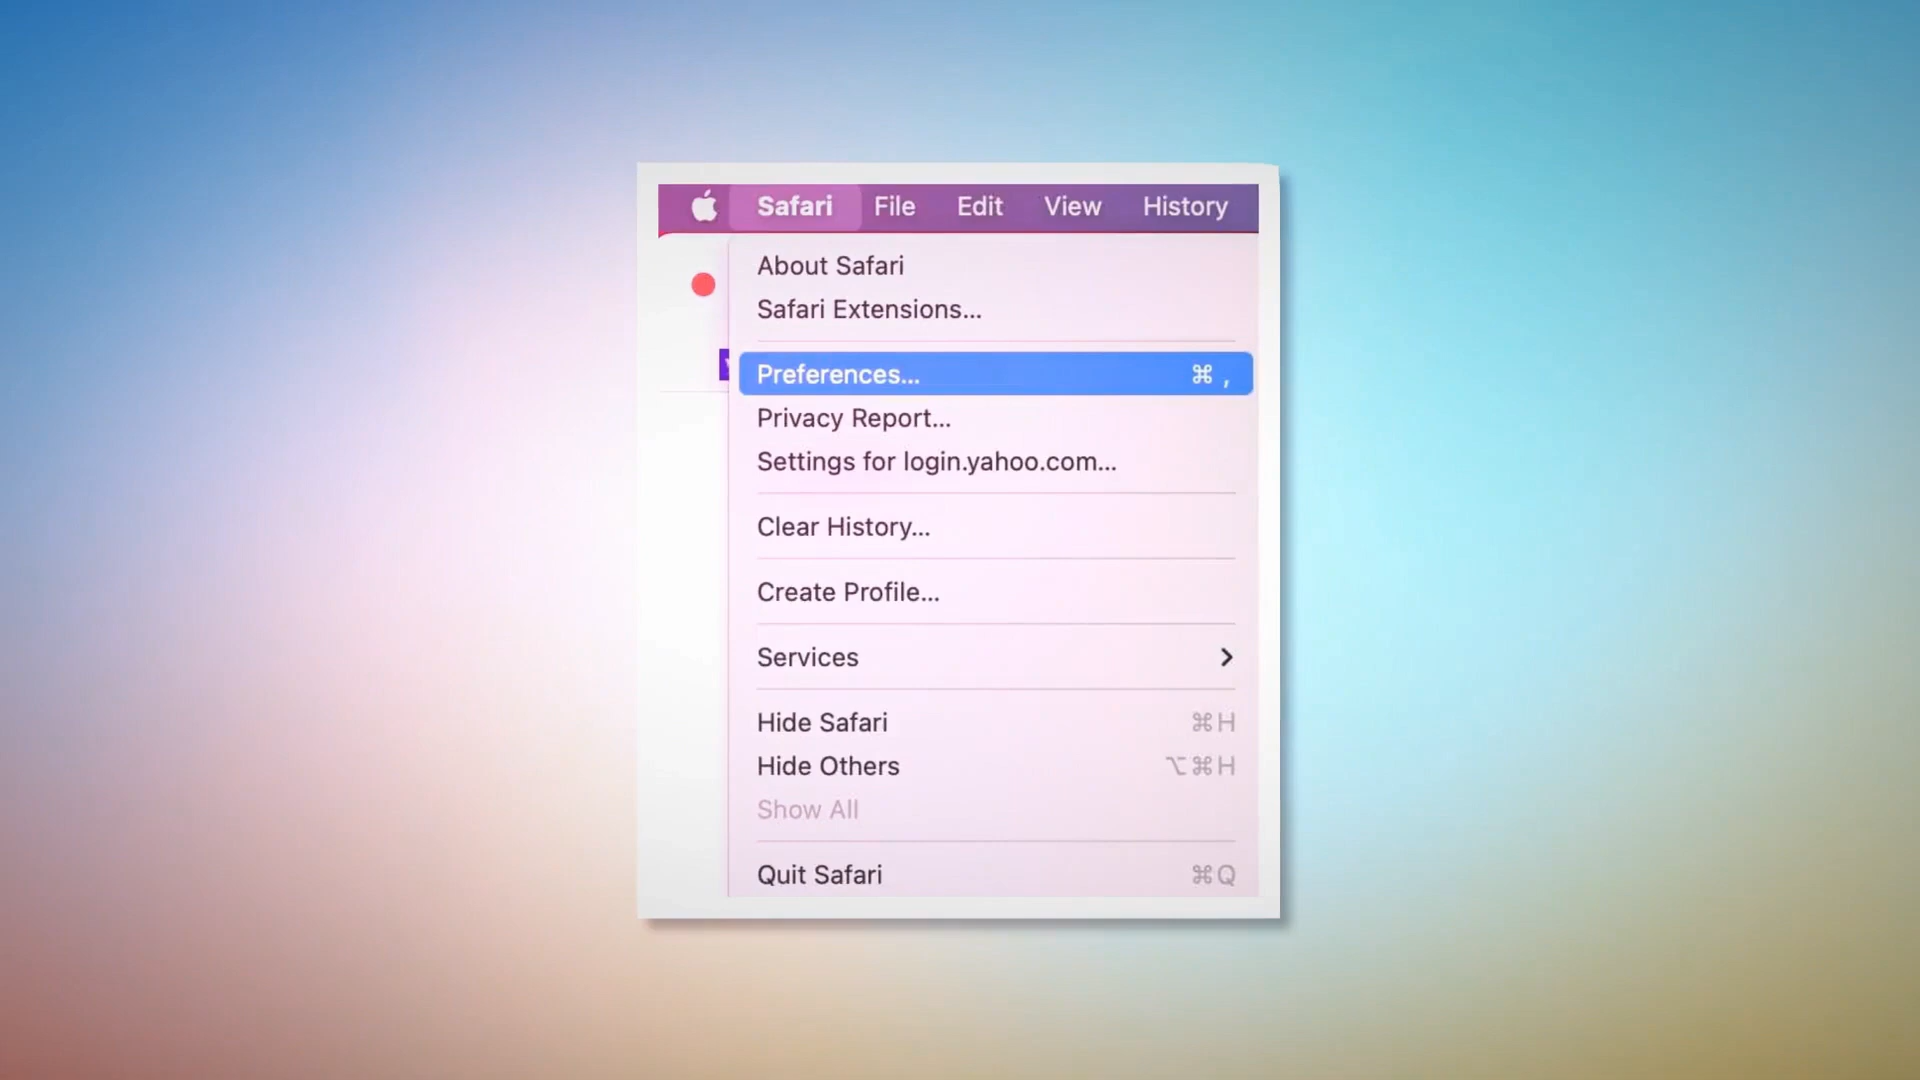 Safari File Edit View History
About Safari
Safari Extensions...
Preferences... ⌘ ,
Privacy Report...
Settings for login.yahoo.com...
Clear History...
Create Profile...
Services
Hide Safari ⌘H
Hide Others ⌥⌘H
Show All
Quit Safari ⌘Q